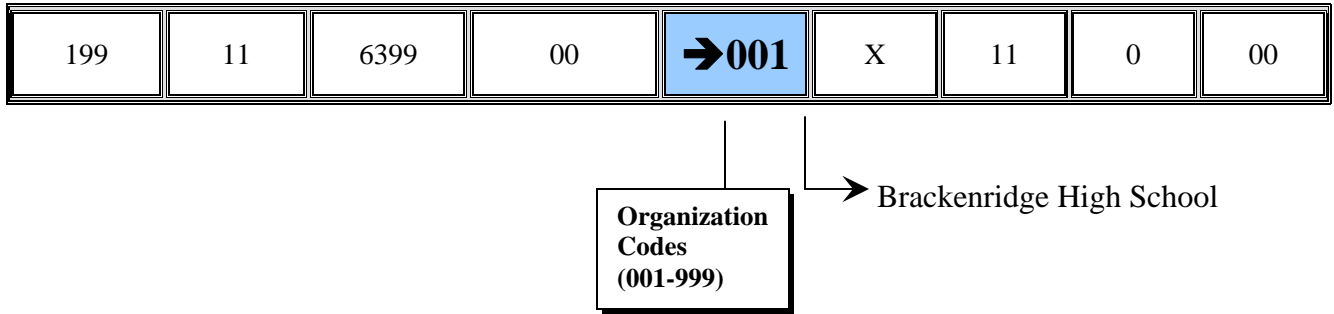 199 11 6399 00 ➔001 X 11 0 00
Brackenridge High School
Organization
Codes
(001-999)